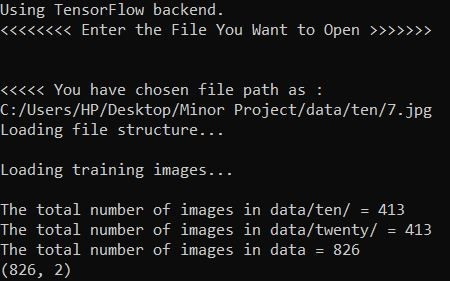 Using TensorFlow backend.
<<<<<<<< Enter the File You Want to Open >>>>>>>
<<<<< You have chosen file path as :
C:/Users/HP/Desktop/Minor Project/data/ten/7.jpg
Loading file structure...
Loading training images...
The total number of images in data/ten/ = 413
The total number of images in data/twenty/ = 413
The total number of images in data = 826
(826, 2)